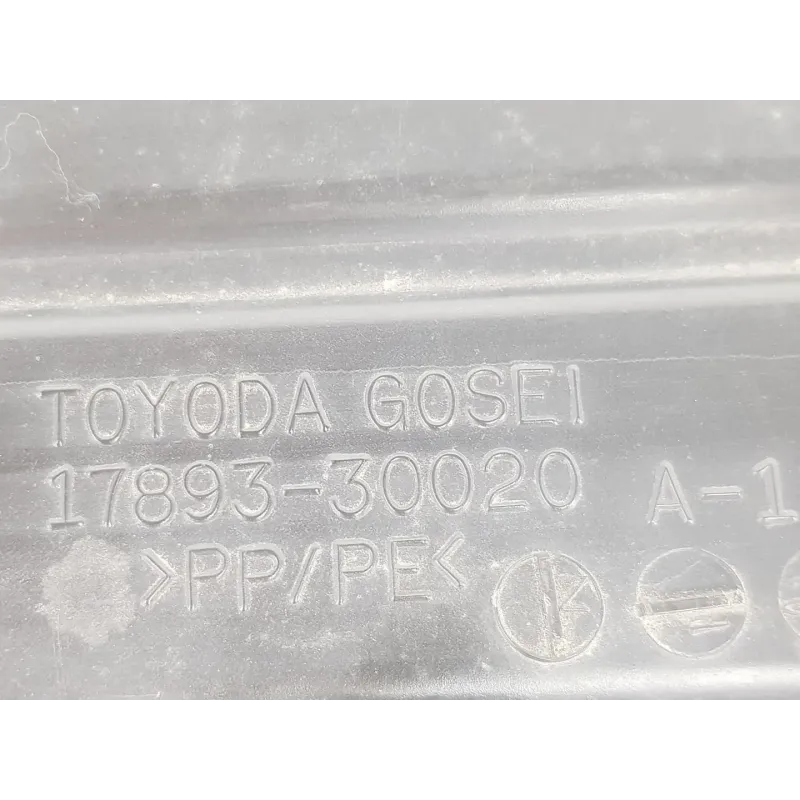 TOYODA GOSEI
17893-30020 A-1
>PP/PE<